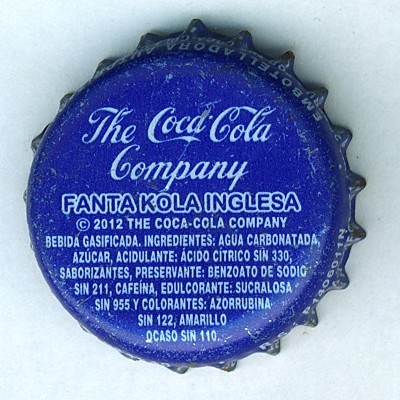 The Coca-Cola
Company
FANTA KOLA INGLESA
© 2012 THE COCA-COLA COMPANY
BEBIDA GASIFICADA. INGREDIENTES: AGUA CARBONATADA,
AZÚCAR, ACIDULANTE: ÁCIDO CÍTRICO SIN 330,
SABORIZANTES, PRESERVANTE: BENZOATO DE SODIO
SIN 211, CAFEÍNA, EDULCORANTE: SUCRALOSA
SIN 955 Y COLORANTES: AZORRUBINA
SIN 122, AMARILLO
OCASO SIN 110.
EMBOTELLADORA